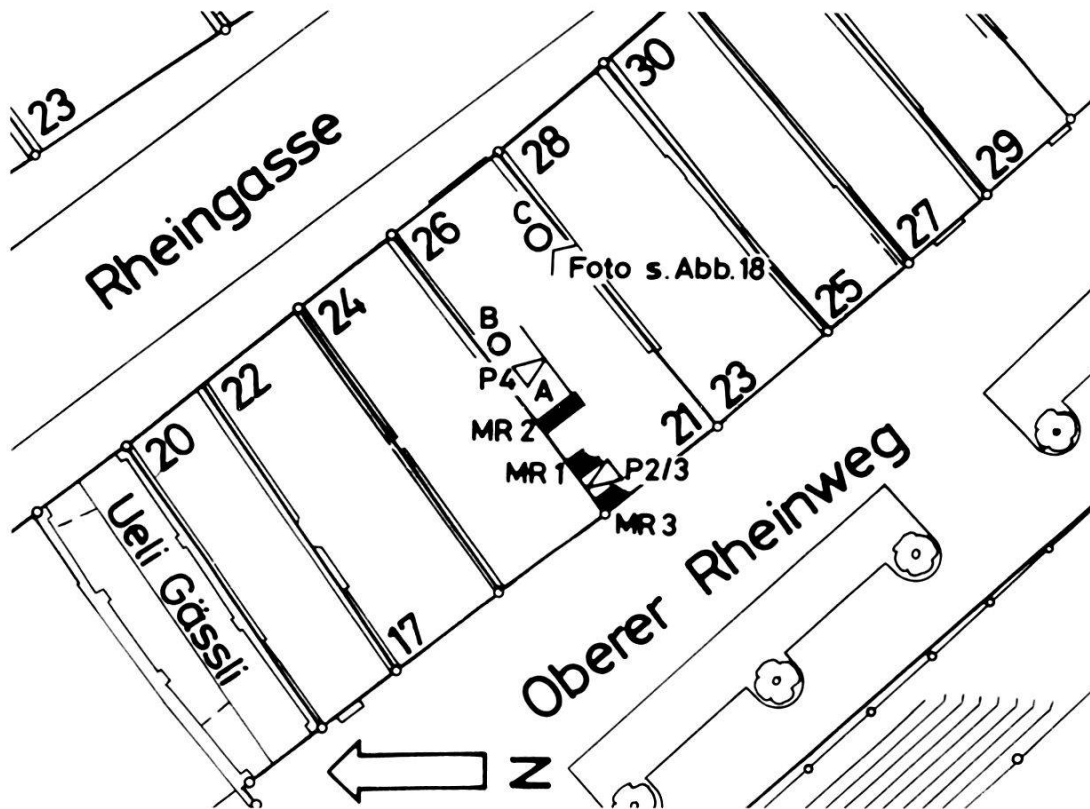 23
Rheingasse
30
28
C
Foto s. Abb. 18
26
B
P4
A
24
MR 2
22
MR 1
P2/3
MR 3
20
Ueli Gässli
17
21
23
25
27
29
Oberer Rheinweg
N